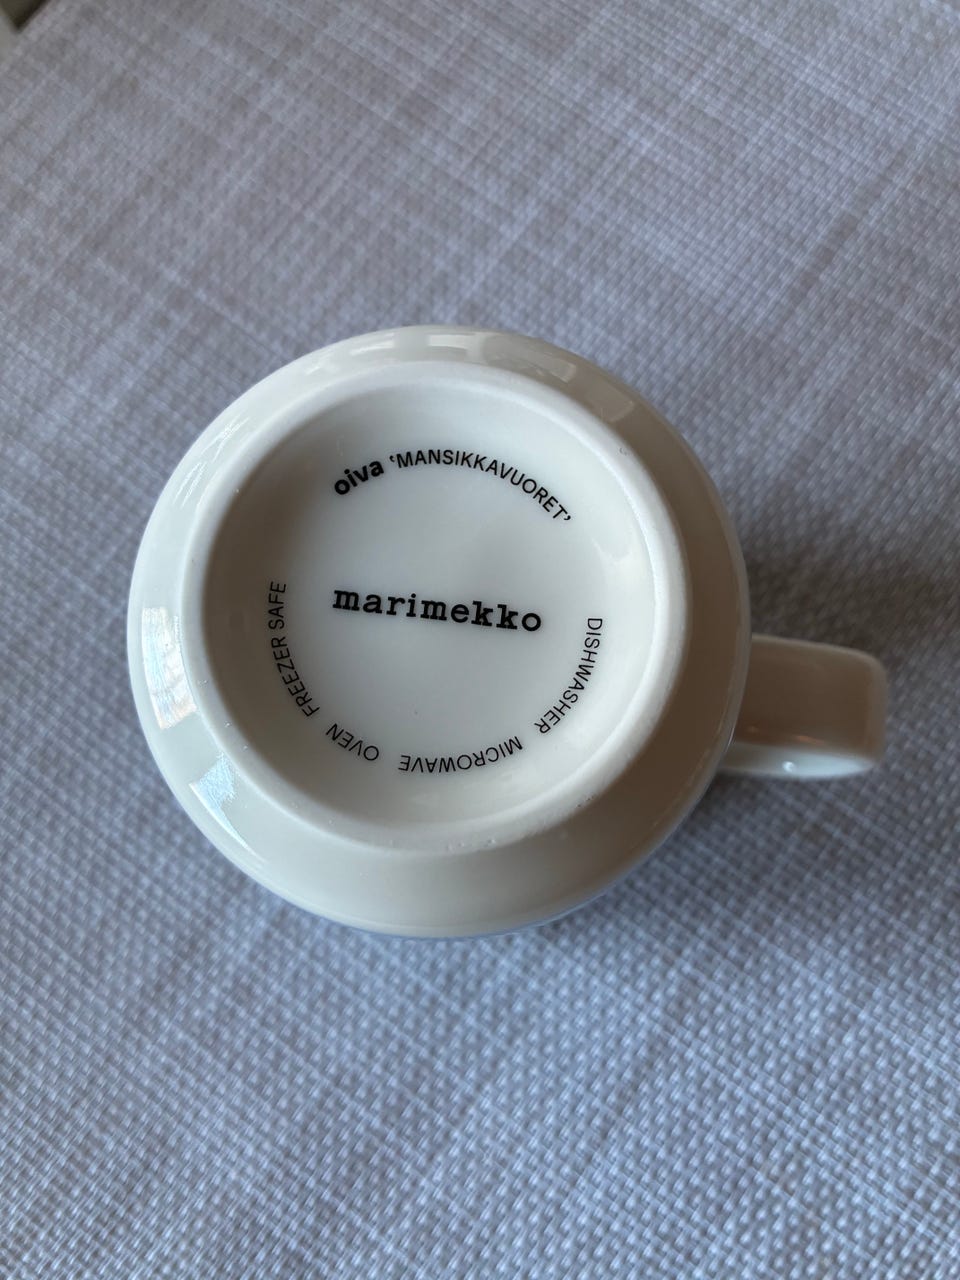 oiva ‘MANSIKKAVUORET’
marimekko
DISHWASHER MICROWAVE OVEN FREEZER SAFE